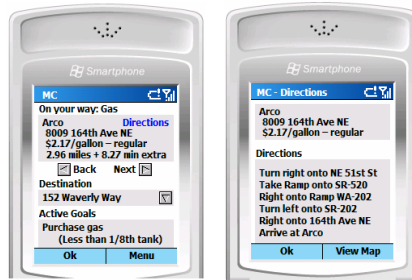 Smartphone
MC
On your way: Gas
Arco Directions
8009 164th Ave NE
$2.17/gallon – regular
2.96 miles + 8.27 min extra
Back Next
Destination
152 Waverly Way
Active Goals
Purchase gas
(Less than 1/8th tank)
Ok Menu
Smartphone
MC - Directions
Arco
8009 164th Ave NE
$2.17/gallon – regular
Directions
Turn right onto NE 51st St
Take Ramp onto SR-520
Right onto Ramp WA-202
Turn left onto SR-202
Right onto 164th Ave NE
Arrive at Arco
Ok View Map